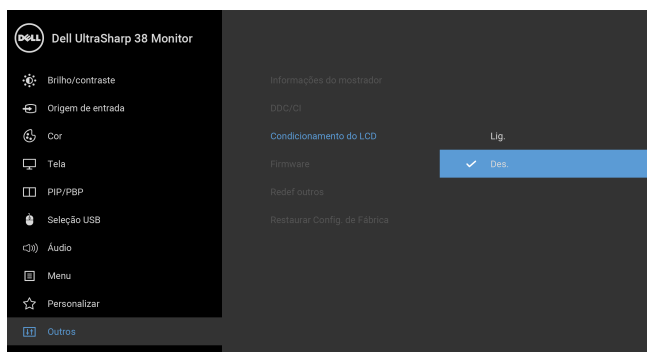 DELL Dell UltraSharp 38 Monitor
Brilho/contraste
Origem de entrada
Cor
Tela
PIP/PBP
Seleção USB
Áudio
Menu
Personalizar
Outros
Informações do mostrador
DDC/CI
Condicionamento do LCD
Firmware
Redef outros
Restaurar Config. de Fábrica
Lig.
Des.